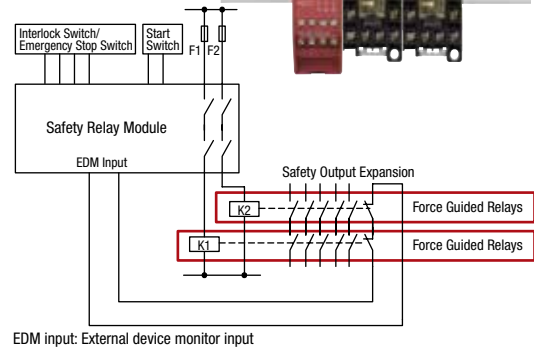 Interlock Switch/
Emergency Stop Switch
Start
Switch
F1 F2
Safety Relay Module
EDM Input
Safety Output Expansion
K2
Force Guided Relays
K1
Force Guided Relays
EDM input: External device monitor input